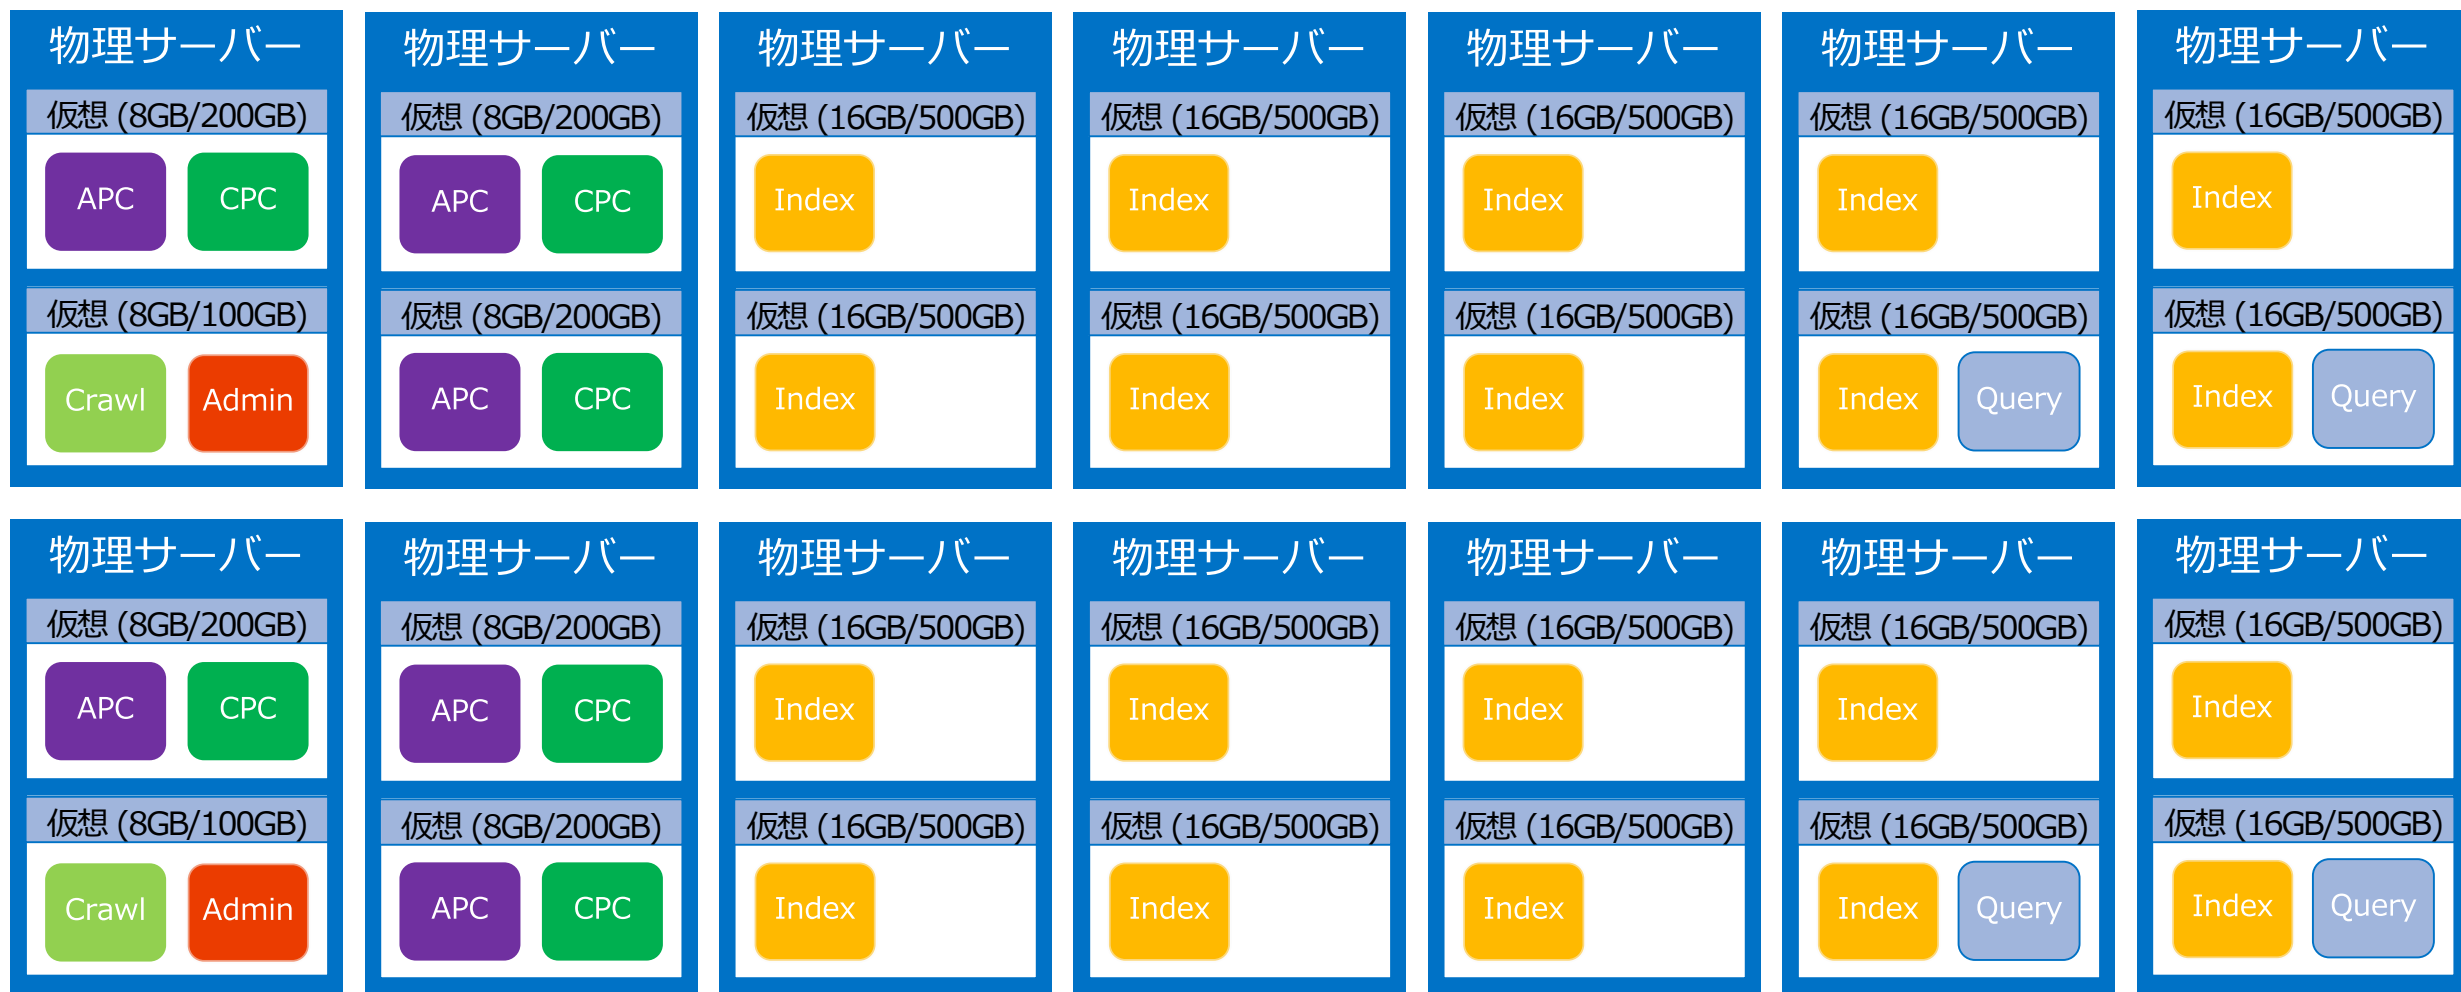 物理サーバー
仮想 (8GB/200GB)
APC CPC
仮想 (8GB/100GB)
Crawl Admin
物理サーバー
仮想 (8GB/200GB)
APC CPC
仮想 (8GB/200GB)
APC CPC
物理サーバー
仮想 (16GB/500GB)
Index
仮想 (16GB/500GB)
Index
物理サーバー
仮想 (16GB/500GB)
Index
仮想 (16GB/500GB)
Index
物理サーバー
仮想 (16GB/500GB)
Index
仮想 (16GB/500GB)
Index
物理サーバー
仮想 (16GB/500GB)
Index
仮想 (16GB/500GB)
Index Query
物理サーバー
仮想 (16GB/500GB)
Index
仮想 (16GB/500GB)
Index Query
物理サーバー
仮想 (8GB/200GB)
APC CPC
仮想 (8GB/100GB)
Crawl Admin
物理サーバー
仮想 (8GB/200GB)
APC CPC
仮想 (8GB/200GB)
APC CPC
物理サーバー
仮想 (16GB/500GB)
Index
仮想 (16GB/500GB)
Index
物理サーバー
仮想 (16GB/500GB)
Index
仮想 (16GB/500GB)
Index
物理サーバー
仮想 (16GB/500GB)
Index
仮想 (16GB/500GB)
Index
物理サーバー
仮想 (16GB/500GB)
Index
仮想 (16GB/500GB)
Index Query
物理サーバー
仮想 (16GB/500GB)
Index
仮想 (16GB/500GB)
Index Query